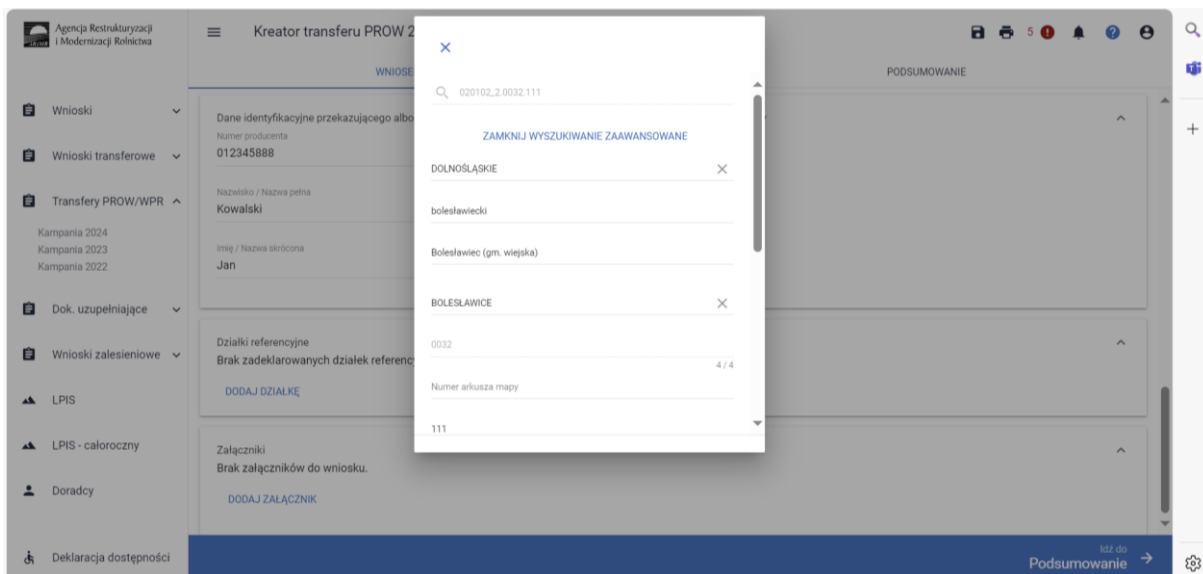 Agencja Restrukturyzacji
i Modernizacji Rolnictwa
Kreator transferu PROW 2
5
WNIOSE
PODSUMOWANIE
Wnioski
Wnioski transferowe
Transfery PROW/WPR
Kampania 2024
Kampania 2023
Kampania 2022
Dok. uzupełniające
Wnioski zalesieniowe
LPIS
LPIS - całoroczny
Doradcy
Deklaracja dostępności
Dane identyfikacyjne przekazującego albo
Numer producenta
012345888
Nazwisko / Nazwa pełna
Kowalski
Imię / Nazwa skrócona
Jan
Działki referencyjne
Brak zadeklarowanych działek referenc
DODAJ DZIAŁKĘ
Załączniki
Brak załączników do wniosku.
DODAJ ZAŁĄCZNIK
020102_2.0032.111
ZAMKNIJ WYSZUKIWANIE ZAAWANSOWANE
DOLNOŚLĄSKIE
bolesławiecki
Bolesławiec (gm. wiejska)
BOLESŁAWICE
0032
4 / 4
Numer arkusza mapy
111
Idź do
Podsumowanie